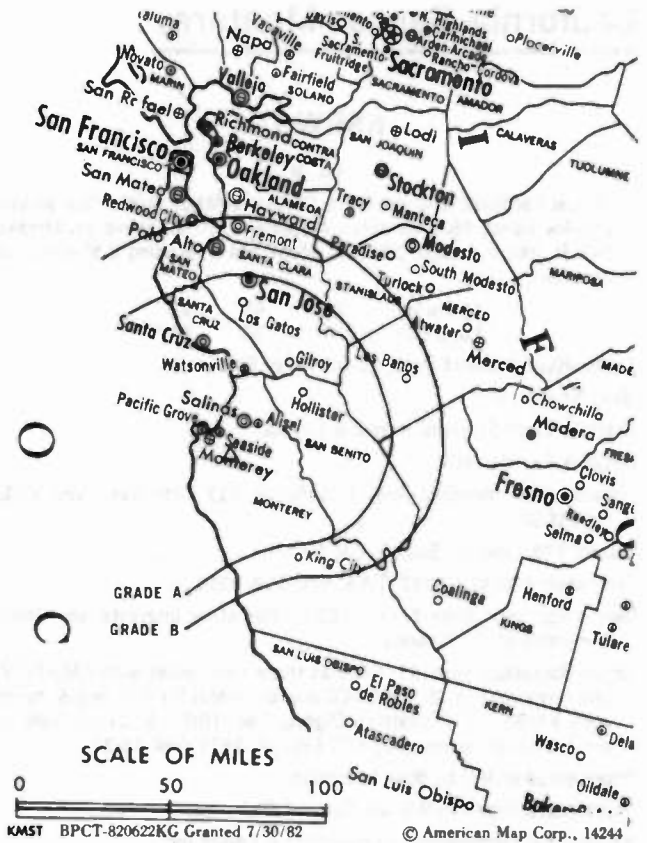 Napa
Vacaville
Highlands
Carmichael
Arden-Arcade
Rancho Cordova
Placerville
Sacramento
Fruitridge
Sacramento
Novato
MARIN
Vallejo
Fairfield
SOLANO
SACRAMENTO
AMADOR
San Rafael
Richmond
CONTRA
COSTA
Lodi
SAN JOAQUIN
CALAVERAS
San Francisco
SAN FRANCISCO
Berkeley
Oakland
Stockton
TUOLUMNE
San Mateo
ALAMEDA
Hayward
Tracy
Manteca
Redwood City
Palo Alto
Fremont
Paradise
Modesto
SAN
MATEO
SANTA CLARA
South Modesto
STANISLAUS
Turlock
MARIPOSA
San Jose
SANTA
CRUZ
Los Gatos
MERCED
Atwater
Merced
Santa Cruz
Watsonville
Gilroy
Los Banos
MADE
Salinas
Alisal
Hollister
Chowchilla
Madera
Pacific Grove
Seaside
Monterey
SAN BENITO
FRES
Clovis
Fresno
Sang
Reedley
Selma
MONTEREY
King City
GRADE A
GRADE B
Coalinga
Henford
KINGS
Tulare
SAN LUIS OBISPO
El Paso
de Robles
KERN
Dela
Atascadero
Wasco
Oildale
San Luis Obispo
SCALE OF MILES
0 50 100
KMST BPCT-820622KG Granted 7/30/82
© American Map Corp., 14244